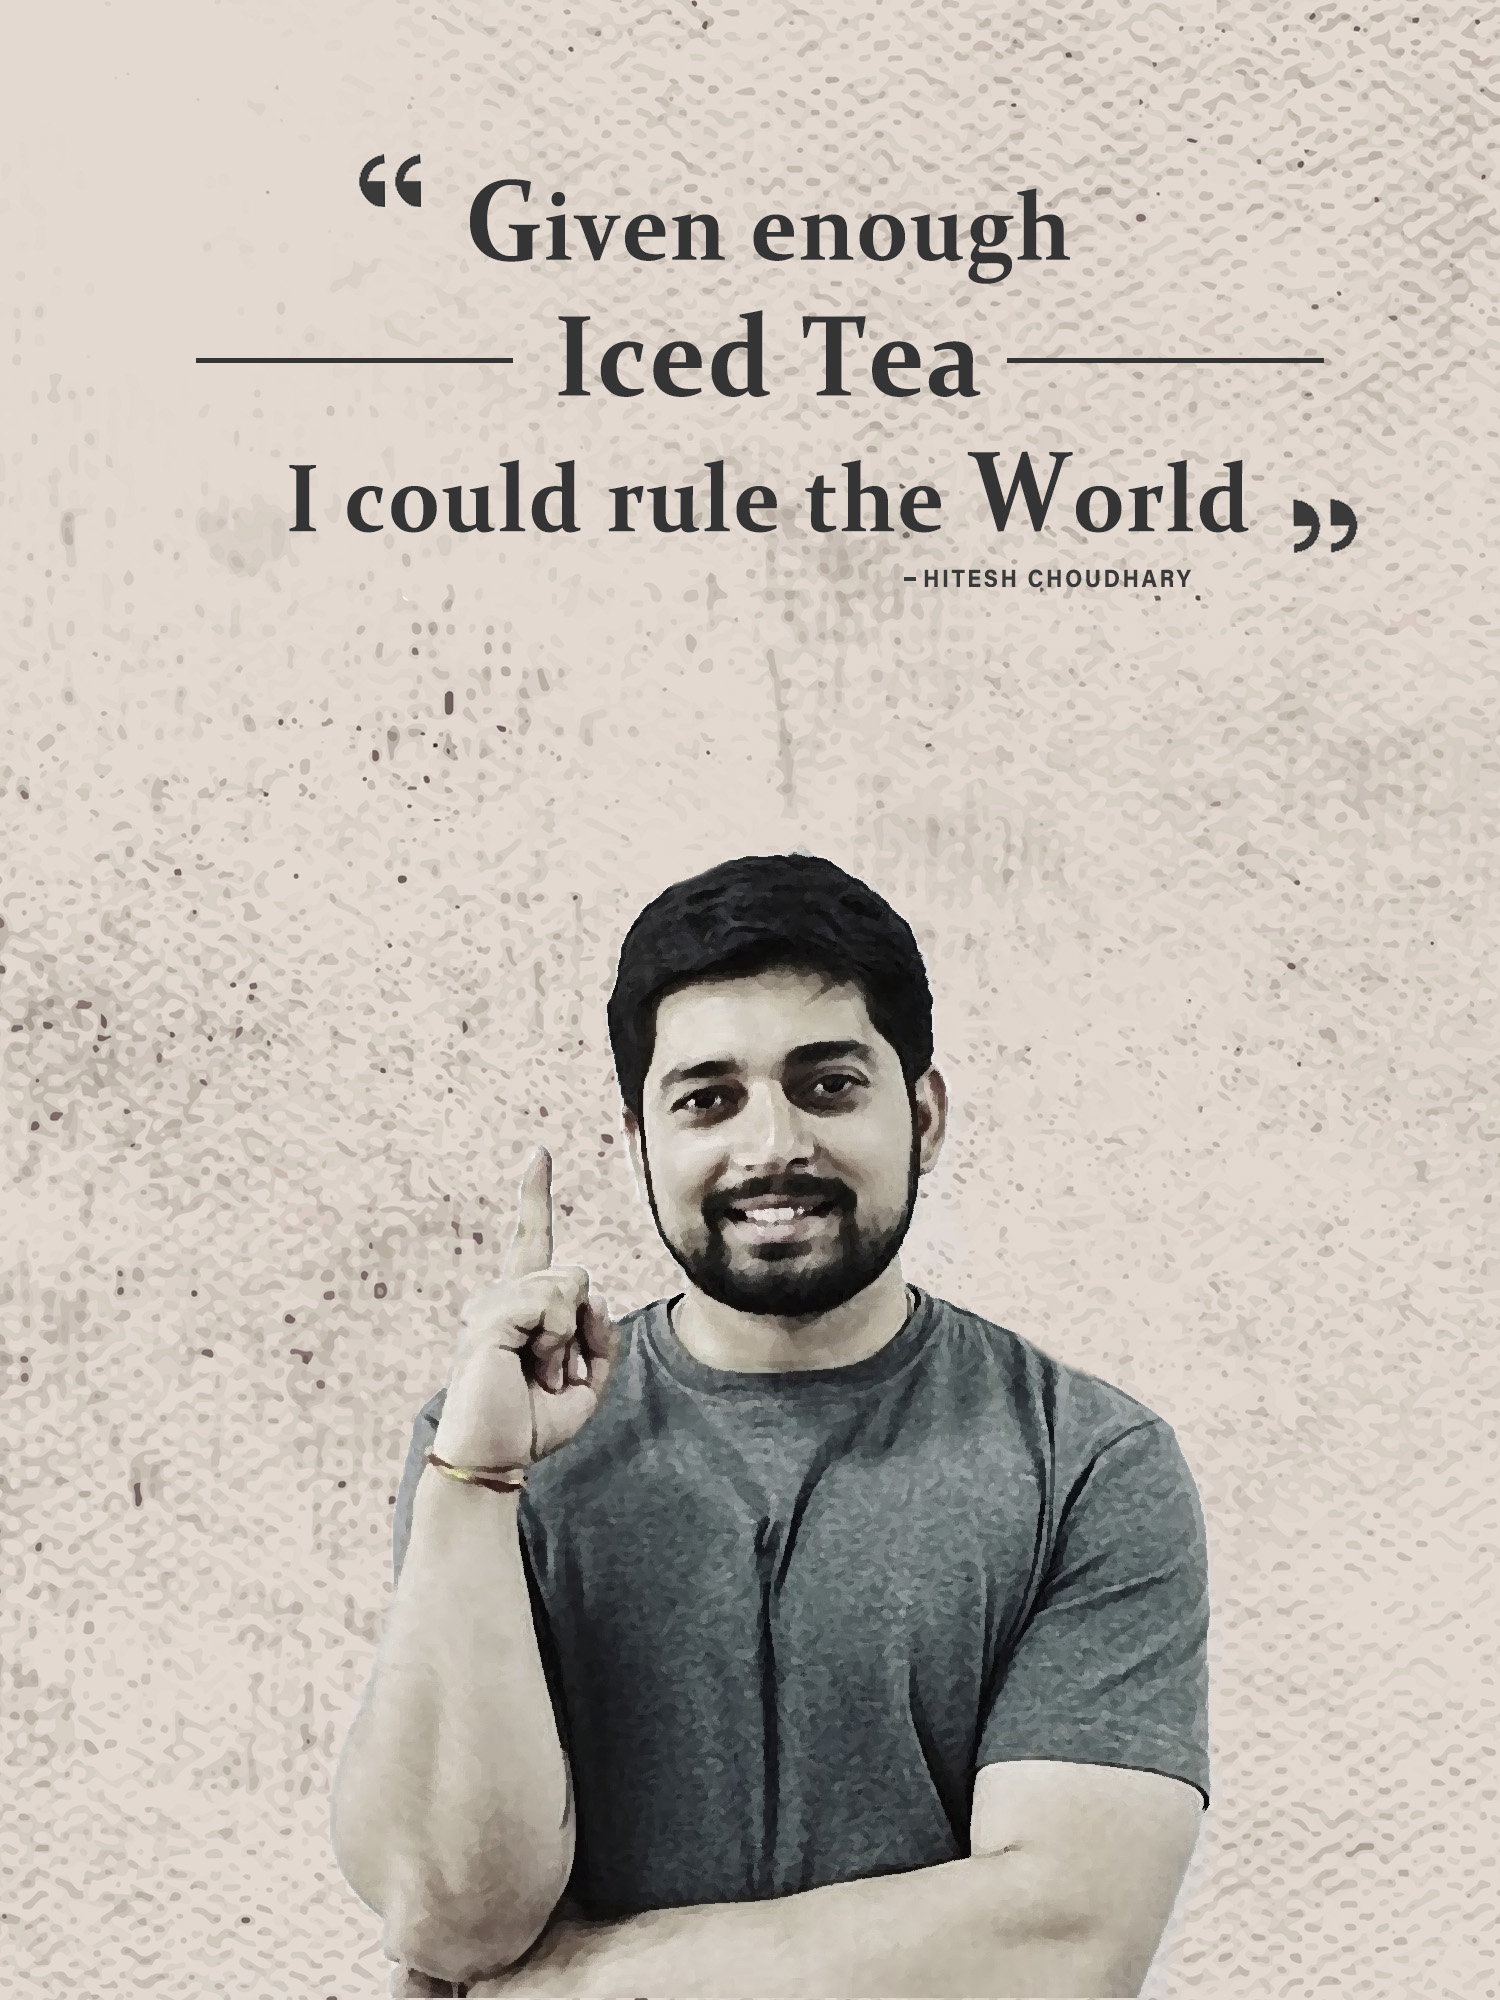 “ Given enough
Iced Tea
I could rule the World ”
– HITESH CHOUDHARY